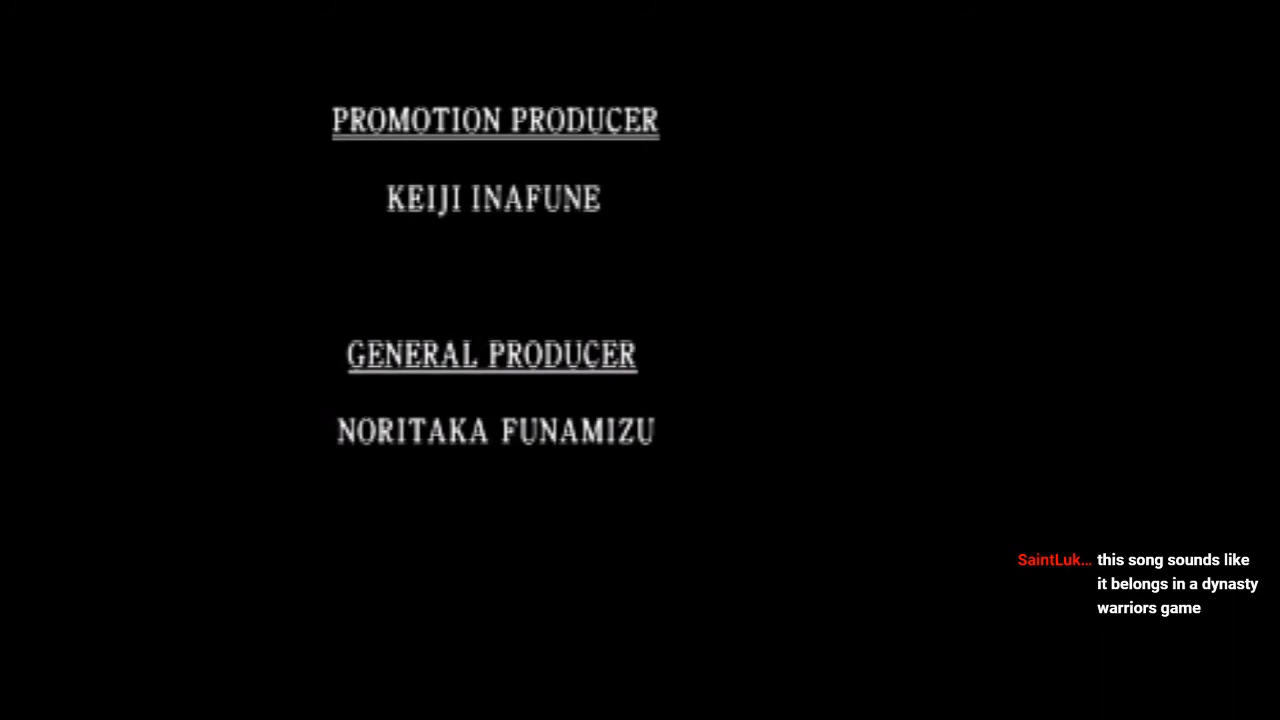 PROMOTION PRODUCER
KEIJI INAFUNE
GENERAL PRODUCER
NORITAKA FUNAMIZU
SaintLuk… this song sounds like
it belongs in a dynasty
warriors game